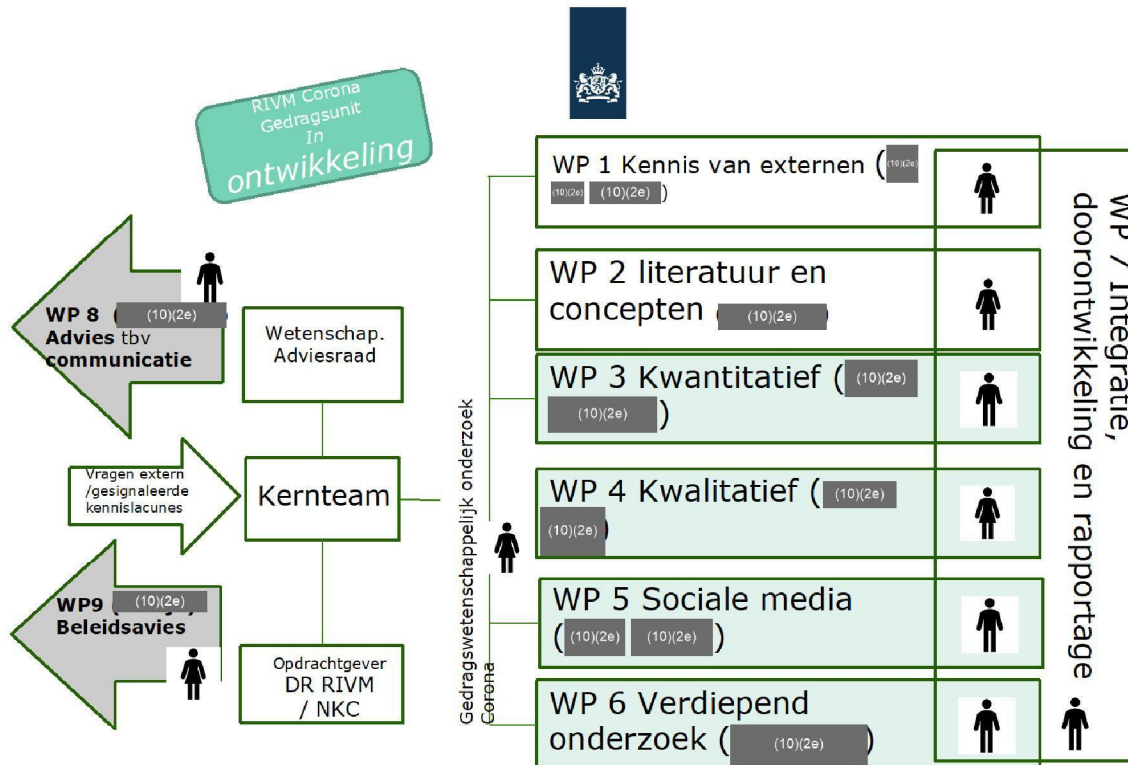 RIVM Corona
Gedragsunit
In
ontwikkeling
WP 8 ((10)(2e)
Advies tbv
communicatie
Wetenschap.
Adviesraad
Vragen extern
/gesignaleerde
kennislacunes
Kernteam
WP9 ((10)(2e))
Beleidsavies
Opdrachtgever
DR RIVM
/ NKC
Gedragswetenschappelijk onderzoek
Corona
WP 1 Kennis van externen ((10)(2e)
(10)(2e) (10)(2e))
WP 2 literatuur en
concepten ((10)(2e))
WP 3 Kwantitatief ((10)(2e)
(10)(2e))
WP 4 Kwalitatief ((10)(2e)
(10)(2e))
WP 5 Sociale media
((10)(2e) (10)(2e))
WP 6 Verdiepend
onderzoek ((10)(2e))
WP 7 Integratie,
doorontwikkeling en rapportage